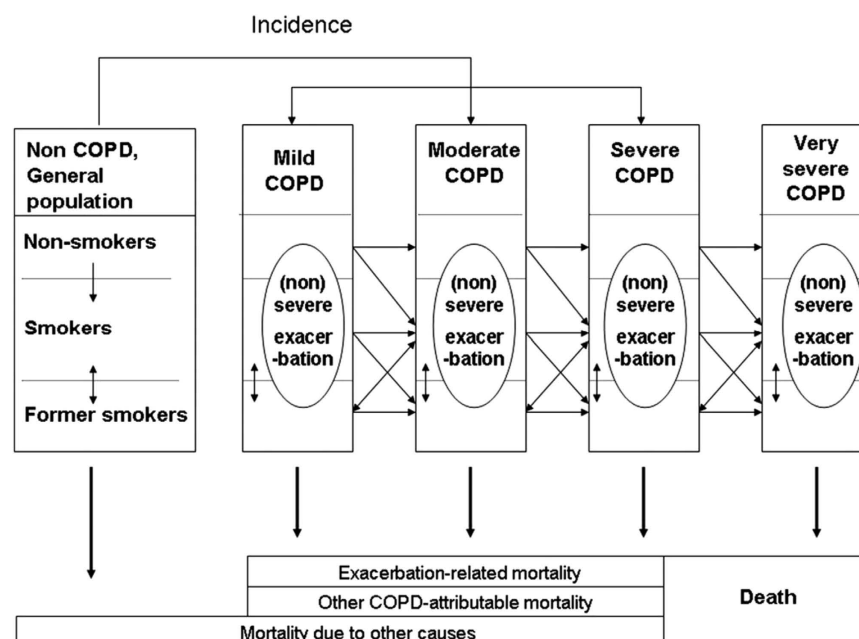 Incidence
Non COPD,
General
population
Non-smokers
Smokers
Former smokers
Mild
COPD
(non)
severe
exacer
-bation
Moderate
COPD
(non)
severe
exacer
-bation
Severe
COPD
(non)
severe
exacer
-bation
Very
severe
COPD
(non)
severe
exacer
-bation
Exacerbation-related mortality
Other COPD-attributable mortality
Mortality due to other causes
Death